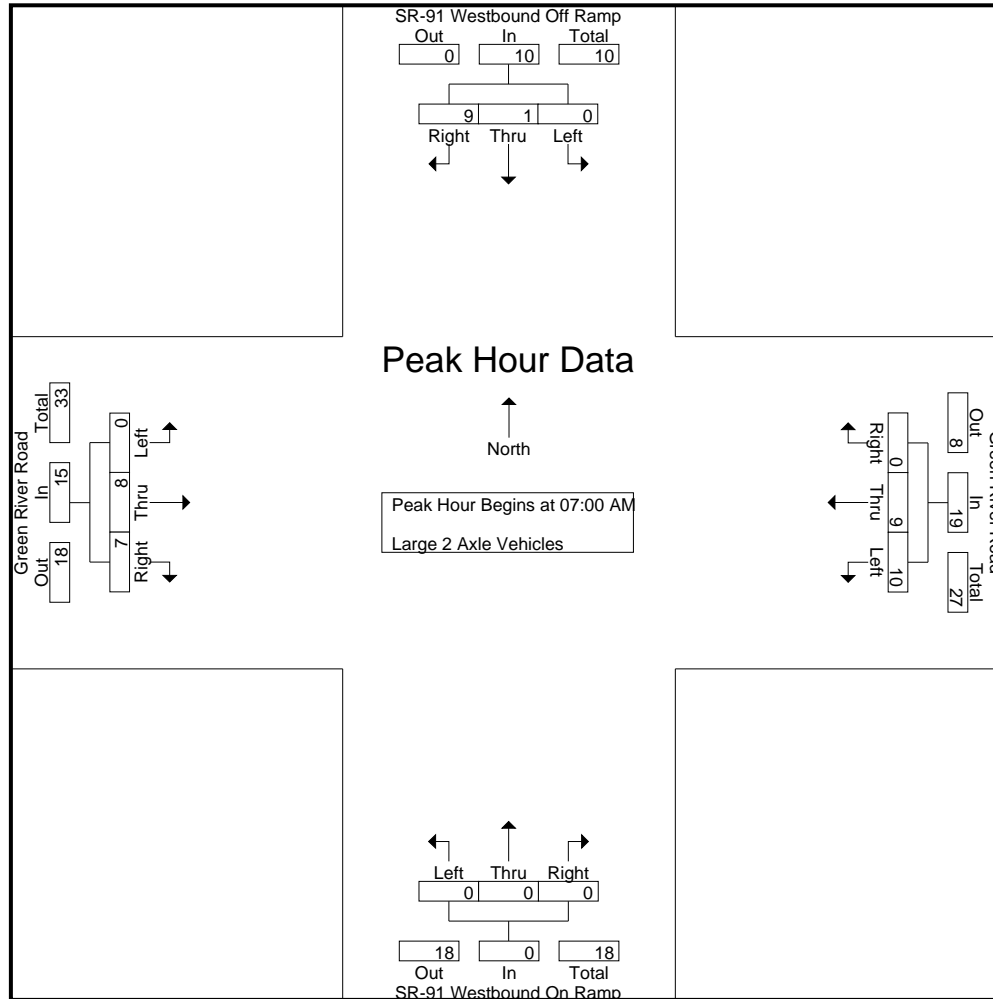 SR-91 Westbound Off Ramp
Out In Total
0 10 10
9 1 0
Right Thru Left
Peak Hour Data
North
Peak Hour Begins at 07:00 AM
Large 2 Axle Vehicles
Green River Road
Total In Out
33 15 18
0 8 7
Left Thru Right
Right Thru Left
0 9 10
8 19 27
Out In Total
Green River Road
Left Thru Right
0 0 0
18 0 18
Out In Total
SR-91 Westbound On Ramp